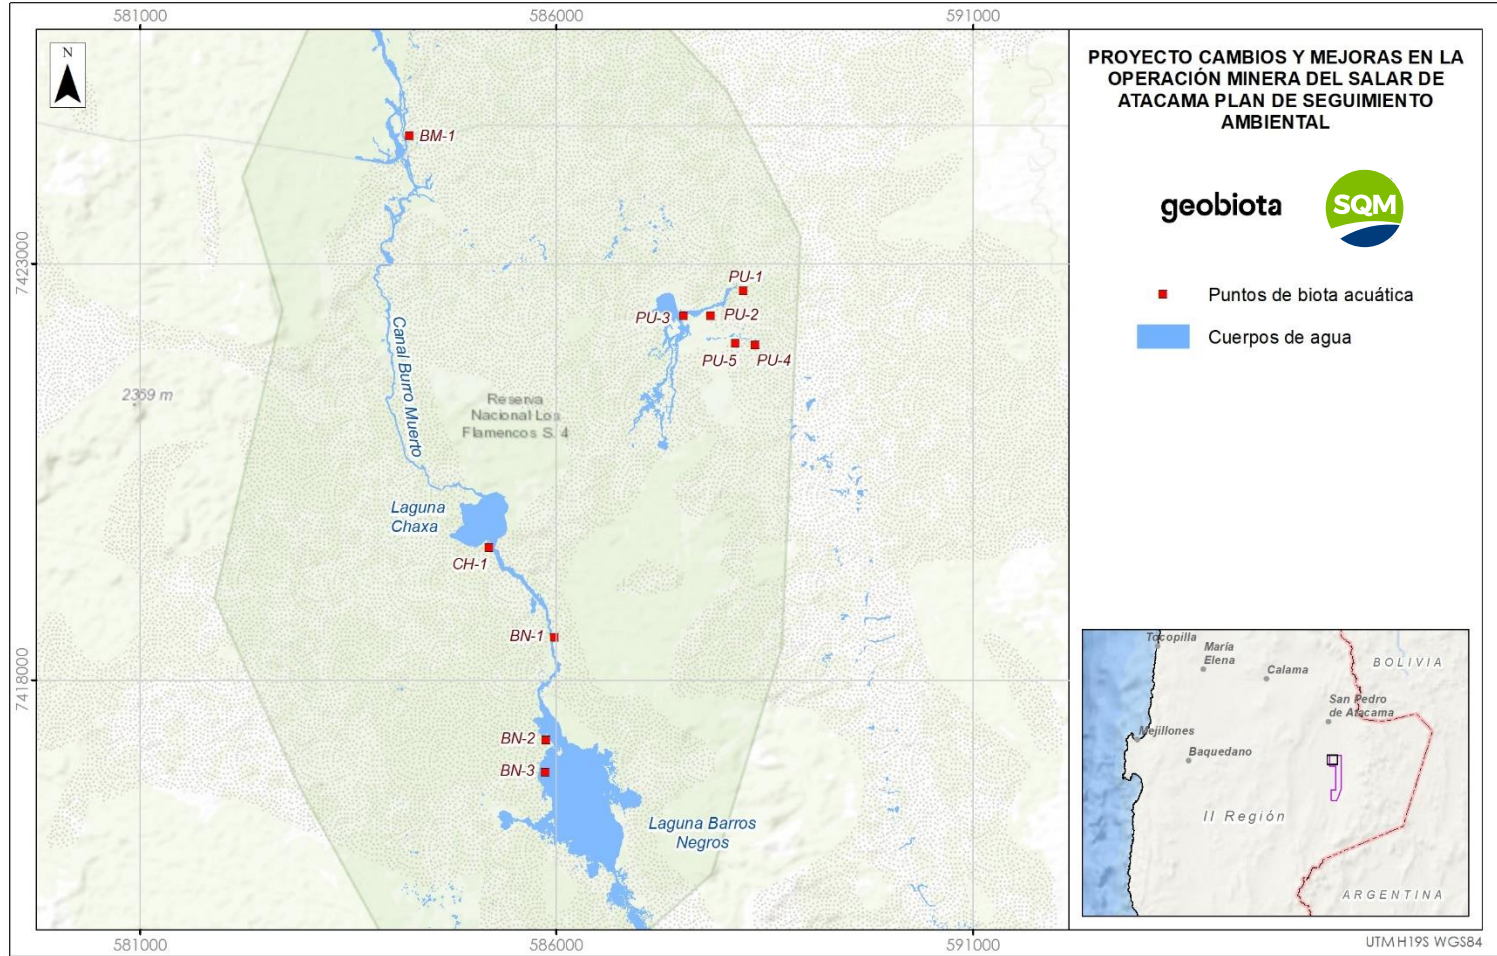 581000
586000
591000
N
BM-1
7423000
PU-1
PU-3
PU-2
PU-5
PU-4
Canal Burro Muerto
2359 m
Reserva
Nacional Los
Flamencos S. 4
Laguna
Chaxa
CH-1
BN-1
7418000
BN-2
BN-3
Laguna Barros
Negros
581000
586000
591000
PROYECTO CAMBIOS Y MEJORAS EN LA
OPERACIÓN MINERA DEL SALAR DE
ATACAMA PLAN DE SEGUIMIENTO
AMBIENTAL
geobiota
SQM
Puntos de biota acuática
Cuerpos de agua
Tocopilla
María
Elena
Calama
BOLIVIA
San Pedro
de Atacama
Mejillones
Baquedano
II Región
ARGENTINA
UTM H19S WGS84